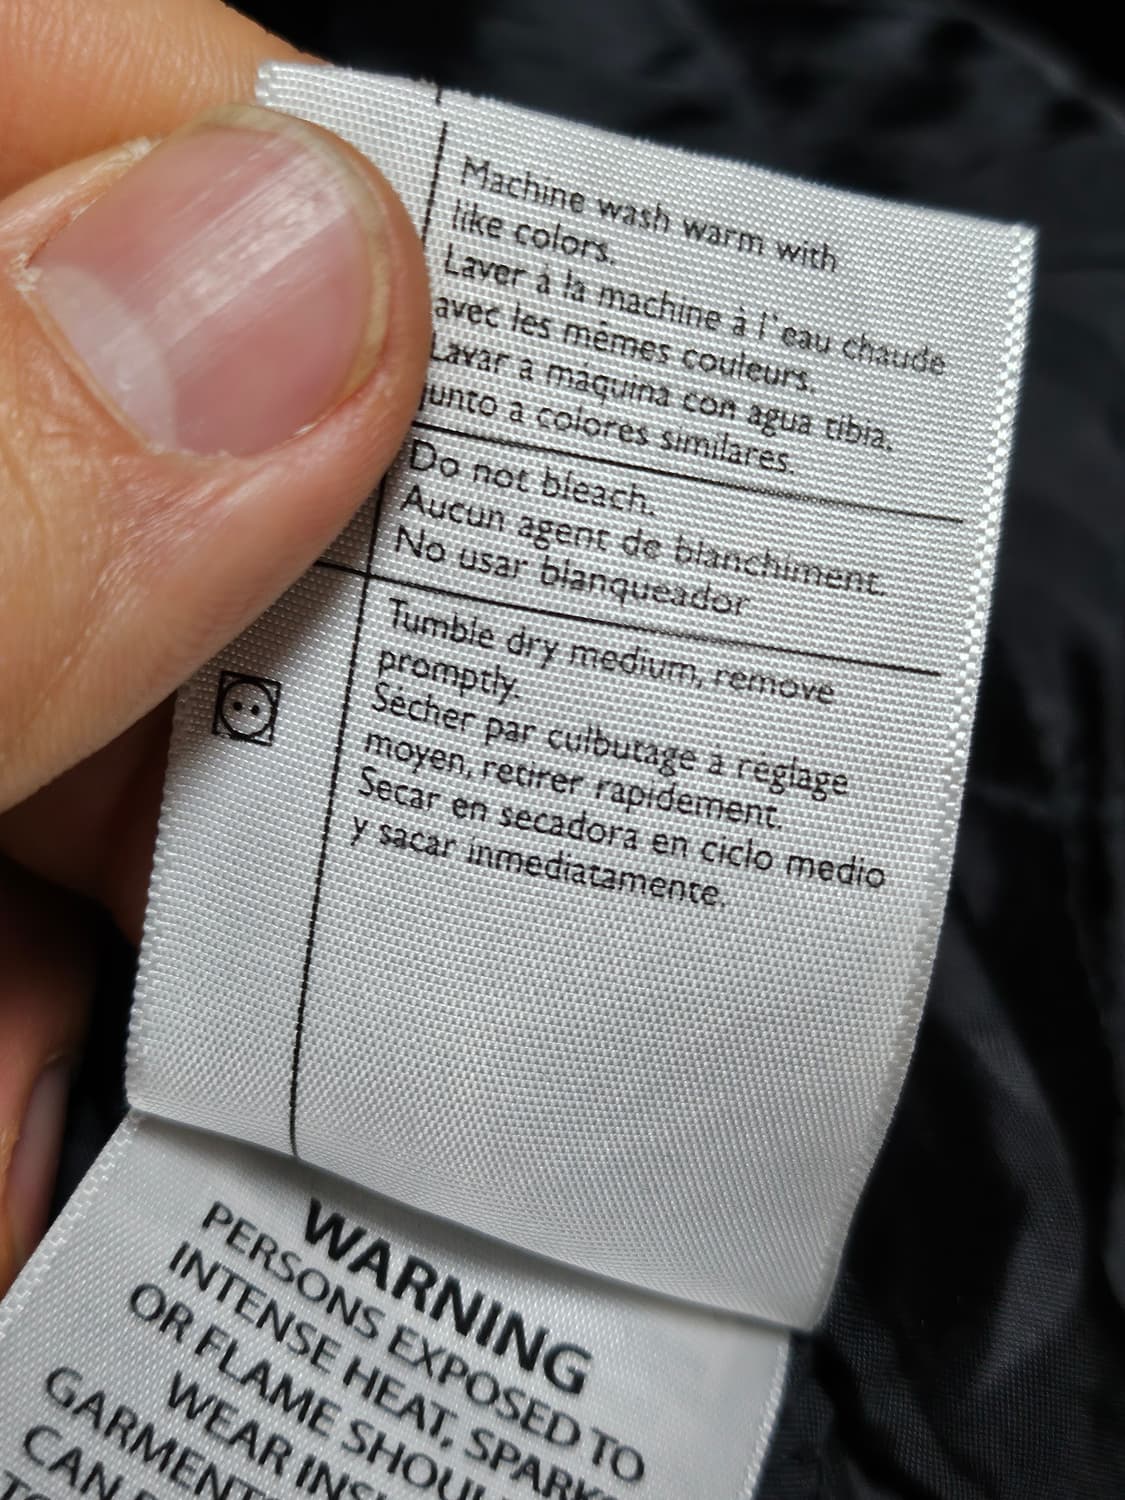 Machine wash warm with
like colors.
Laver à la machine à l'eau chaude
avec les mêmes couleurs.
Lavar a maquina con agua tibia,
junto a colores similares.
Do not bleach.
Aucun agent de blanchiment.
No usar blanqueador
Tumble dry medium, remove
promptly.
Sécher par culbutage à réglage
moyen, retirer rapidement.
Secar en secadora en ciclo medio
y sacar inmediatamente.
WARNING
PERSONS EXPOSED TO
INTENSE HEAT, SPARKS
OR FLAME
WEAR
GARMENT
CAN